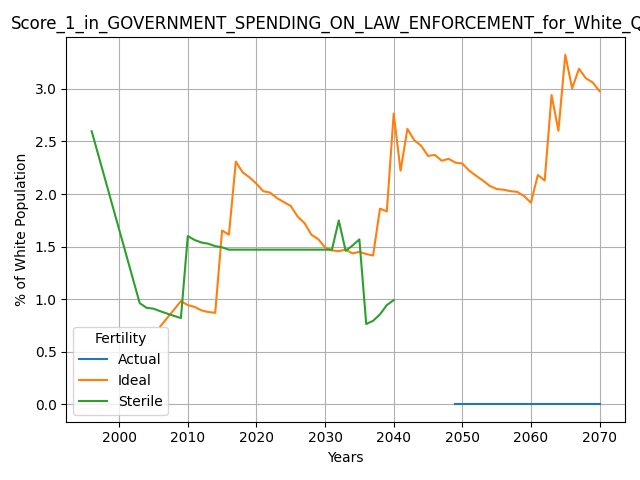 Score_1_in_GOVERNMENT_SPENDING_ON_LAW_ENFORCEMENT_for_White_Q
% of White Population
3.0
2.5
2.0
1.5
1.0
0.5
0.0
Fertility
Actual
Ideal
Sterile
2000 2010 2020 2030 2040 2050 2060 2070
Years